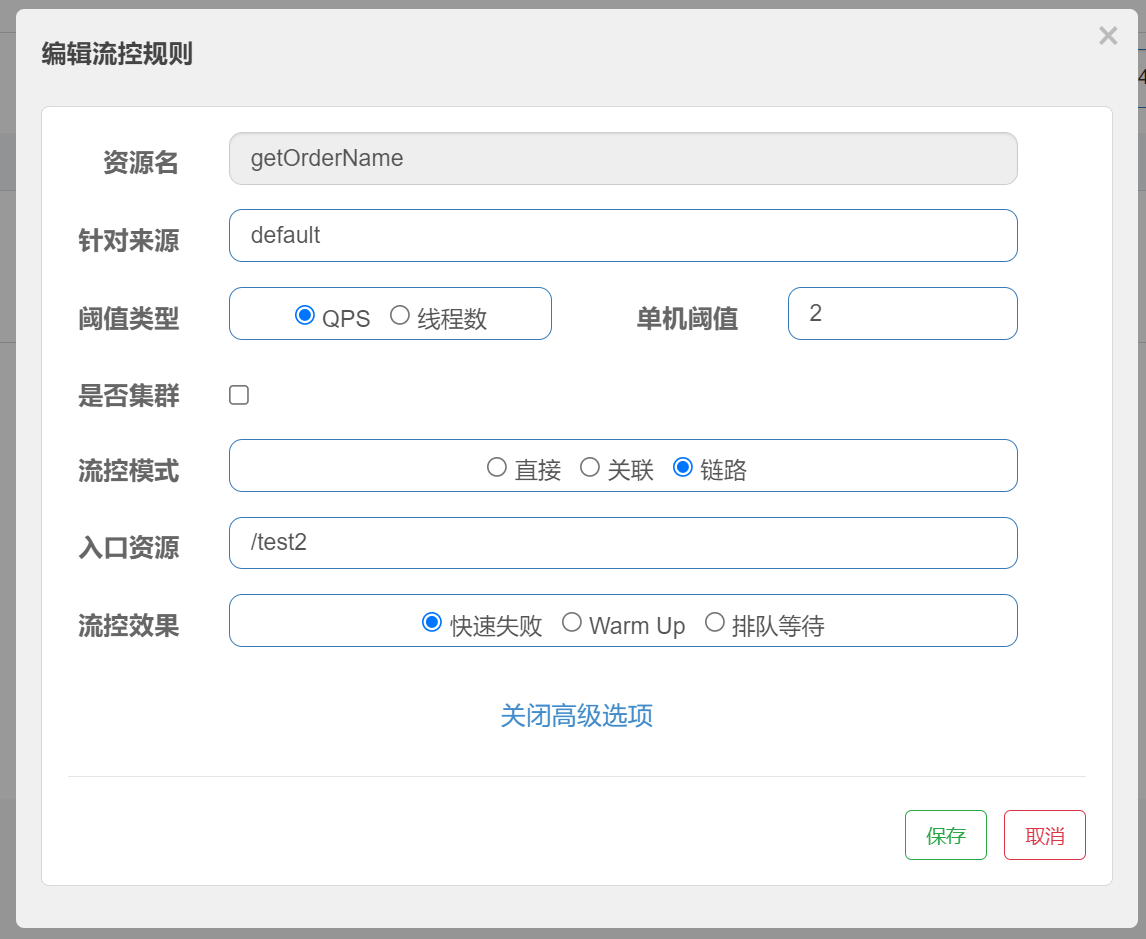 编辑流控规则 ×
4
资源名 getOrderName
针对来源 default
阈值类型 QPS 线程数 单机阈值 2
是否集群
流控模式 直接 关联 链路
入口资源 /test2
流控效果 快速失败 Warm Up 排队等待
关闭高级选项
保存 取消